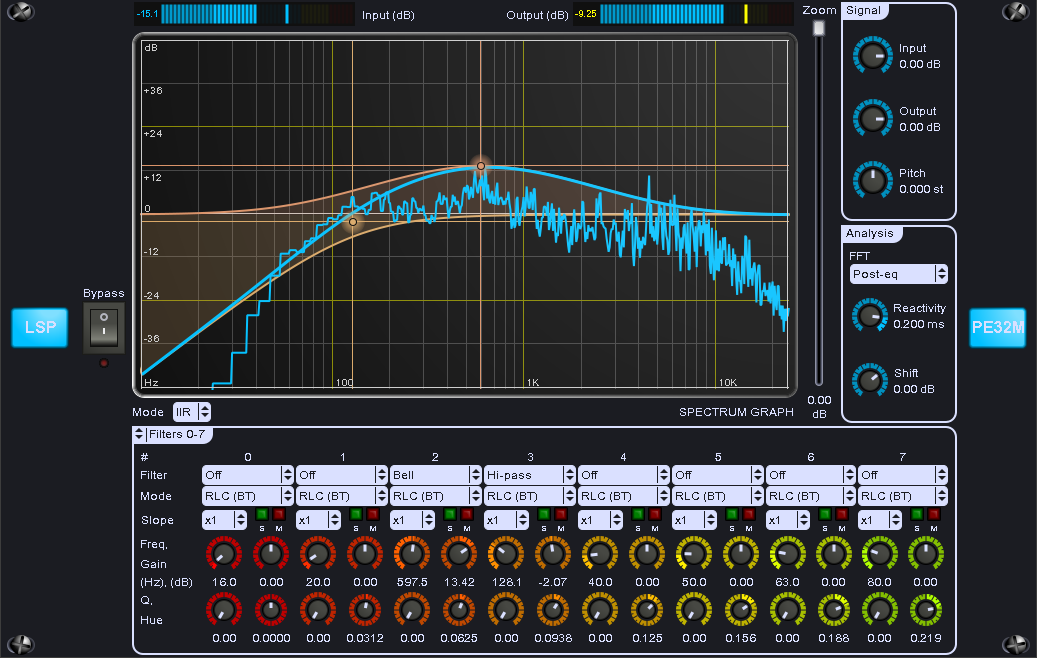 -15.1 Input (dB) Output (dB) -9.25 Zoom Signal
dB
+36
+24
+12
0
-12
-24
-36
Hz 100 1K 10K
Input
0.00 dB
Output
0.00 dB
Pitch
0.000 st
Analysis
FFT
Post-eq
Reactivity
0.200 ms
Shift
0.00 dB
Bypass
LSP
PE32M
0.00
dB
Mode IIR SPECTRUM GRAPH
Filters 0-7
# 0 1 2 3 4 5 6 7
Filter Off Off Bell Hi-pass Off Off Off Off
Mode RLC (BT) RLC (BT) RLC (BT) RLC (BT) RLC (BT) RLC (BT) RLC (BT) RLC (BT)
Slope x1 x1 x1 x1 x1 x1 x1 x1
S M S M S M S M S M S M S M S M
Freq,
Gain
(Hz), (dB) 16.0 0.00 20.0 0.00 597.5 13.42 128.1 -2.07 40.0 0.00 50.0 0.00 63.0 0.00 80.0 0.00
Q,
Hue
0.00 0.0000 0.00 0.0312 0.00 0.0625 0.00 0.0938 0.00 0.125 0.00 0.156 0.00 0.188 0.00 0.219